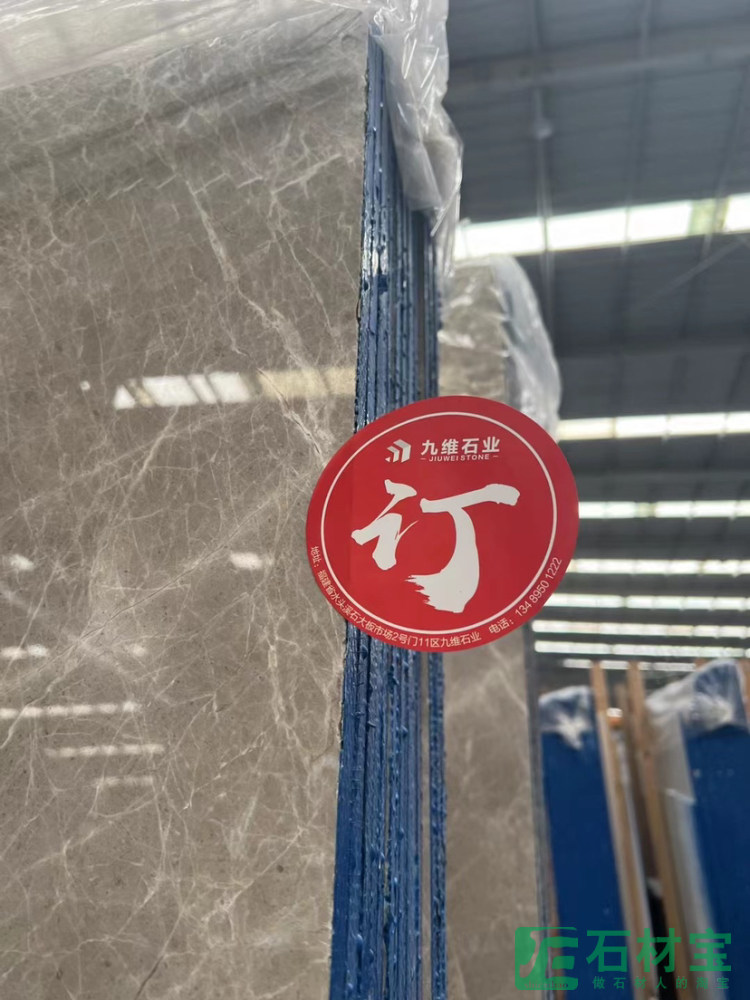 九维石业
JIUWEI STONE
订
地址：福建省水头溪石大板市场2号门11区九维石业 电话：134 8950 1222
石材宝
做石材人的淘宝